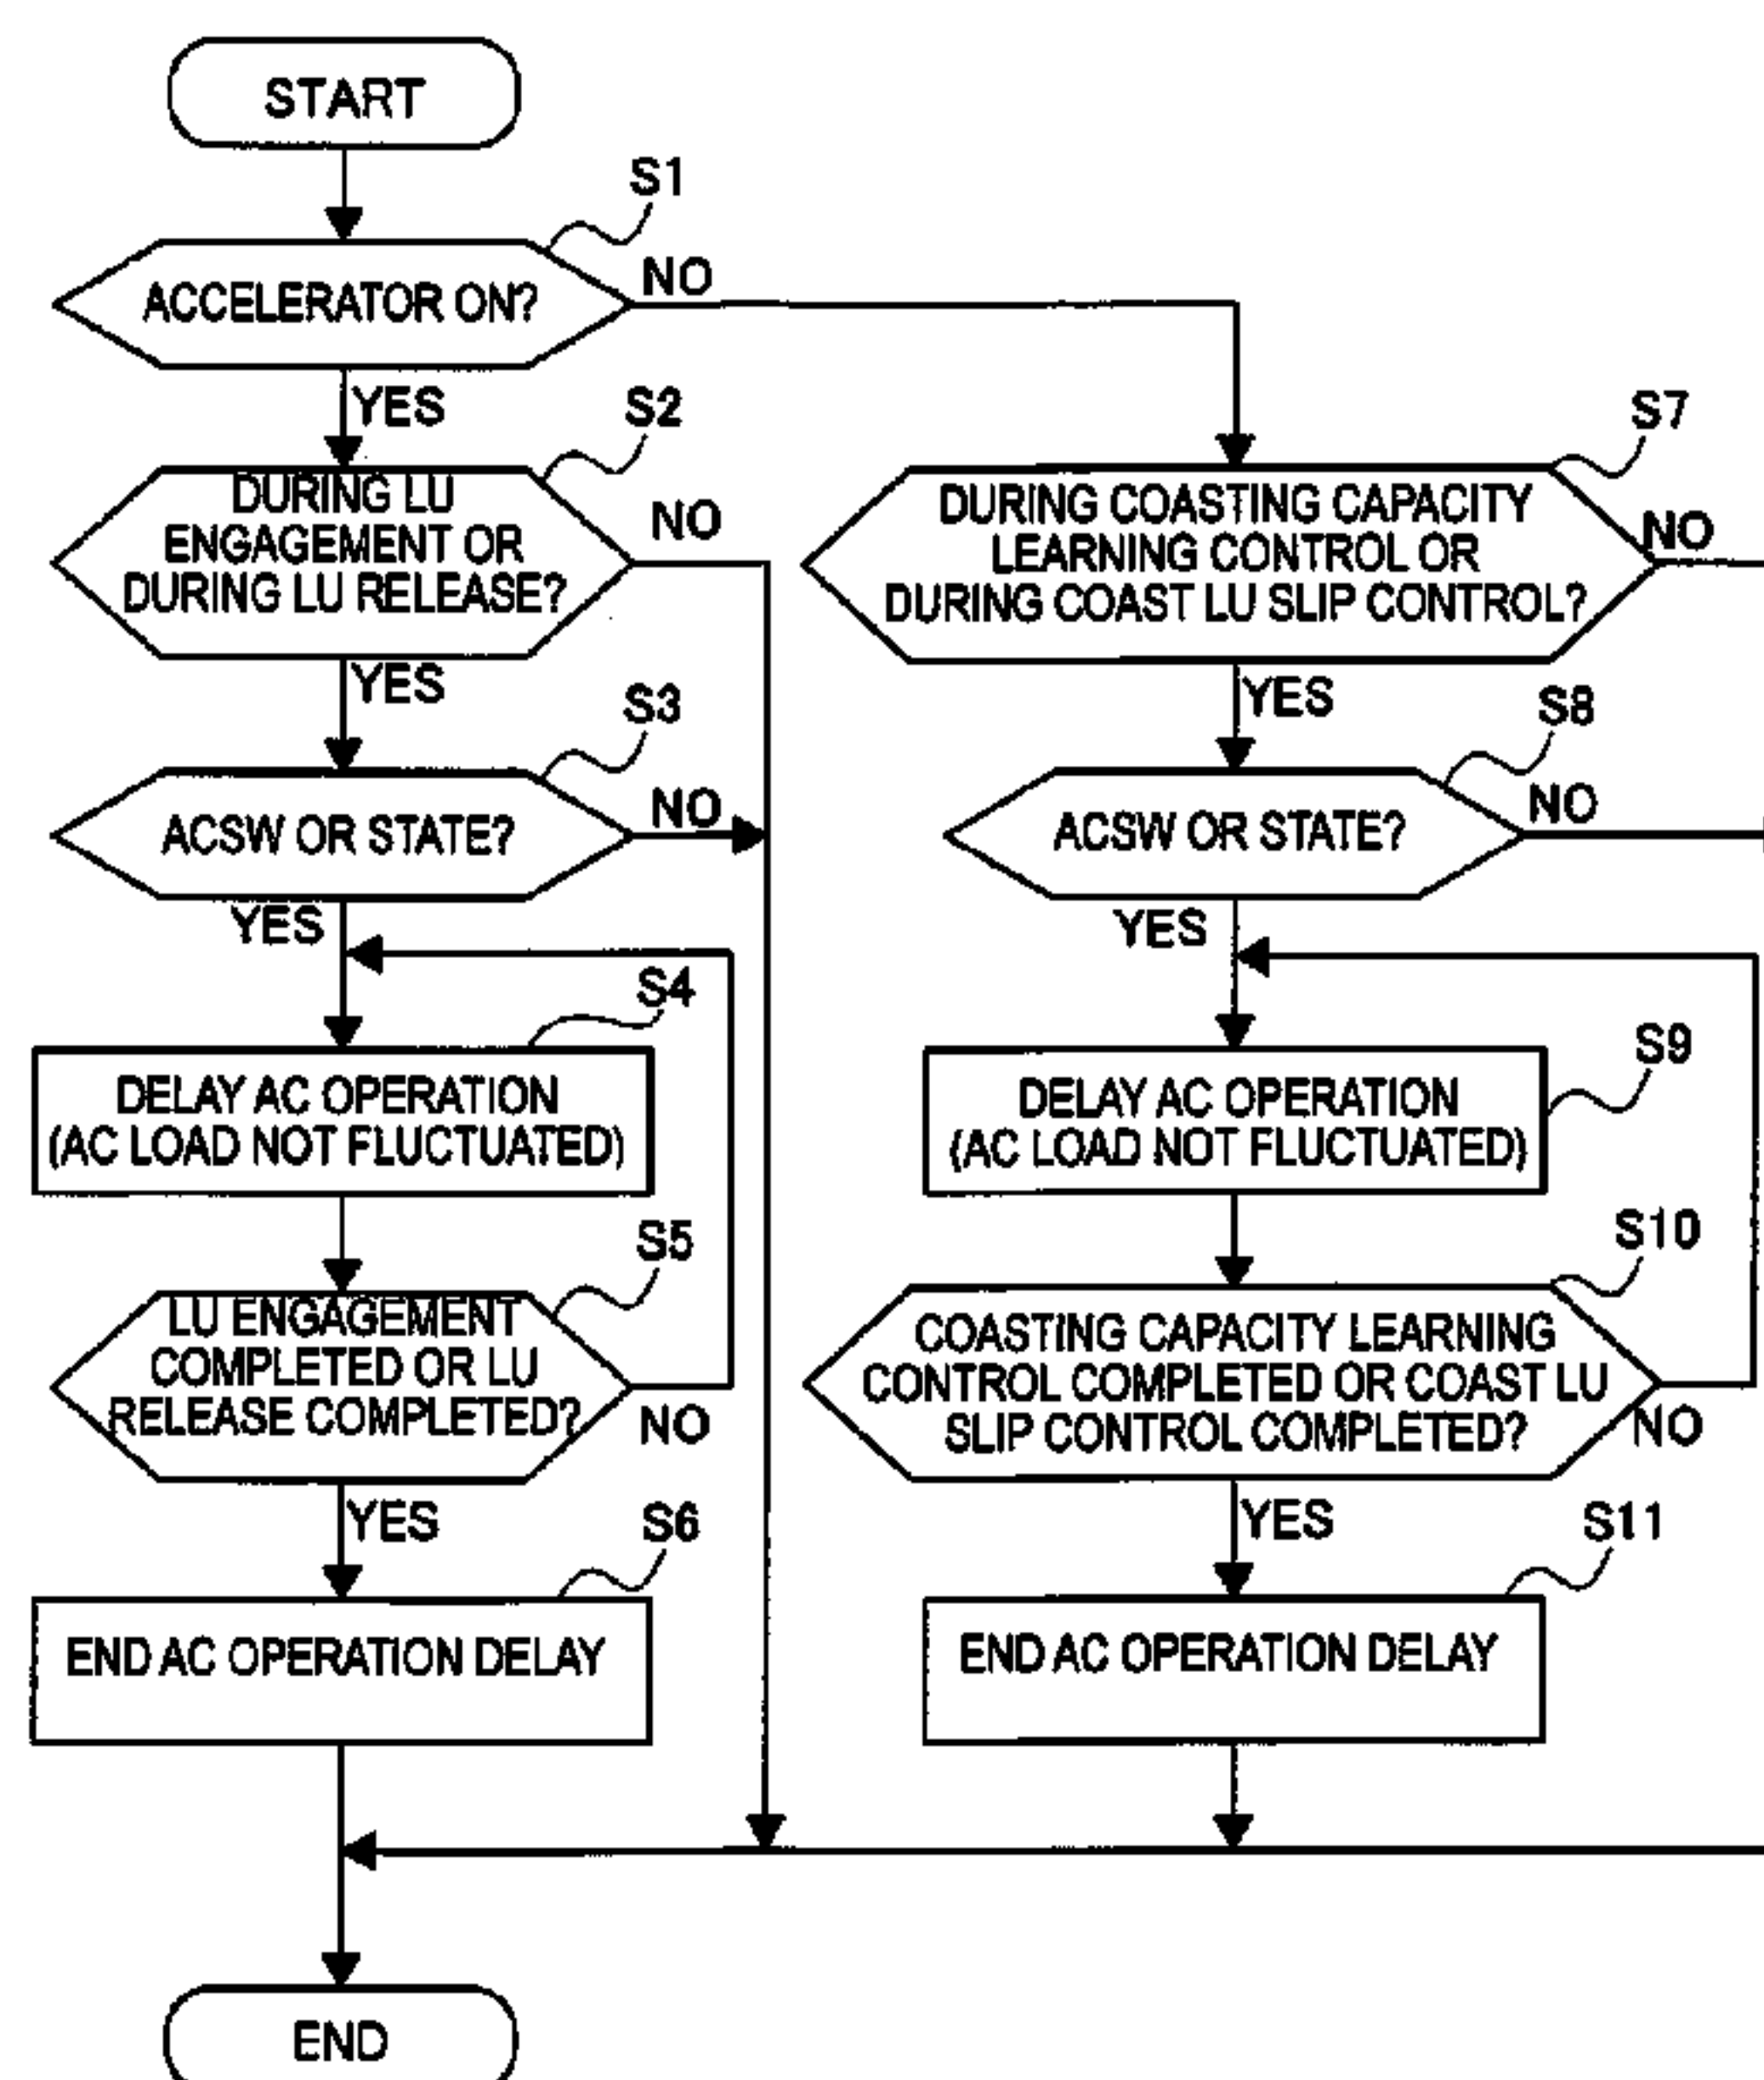 START
S1
ACCELERATOR ON?
NO
YES
S2
DURING LU
ENGAGEMENT OR
DURING LU RELEASE?
NO
YES
S3
ACSW OR STATE?
NO
YES
S4
DELAY AC OPERATION
(AC LOAD NOT FLUCTUATED)
S5
LU ENGAGEMENT
COMPLETED OR LU
RELEASE COMPLETED?
NO
YES
S6
END AC OPERATION DELAY
S7
DURING COASTING CAPACITY
LEARNING CONTROL OR
DURING COAST LU SLIP CONTROL?
NO
YES
S8
ACSW OR STATE?
NO
YES
S9
DELAY AC OPERATION
(AC LOAD NOT FLUCTUATED)
S10
COASTING CAPACITY LEARNING
CONTROL COMPLETED OR COAST LU
SLIP CONTROL COMPLETED?
NO
YES
S11
END AC OPERATION DELAY
END